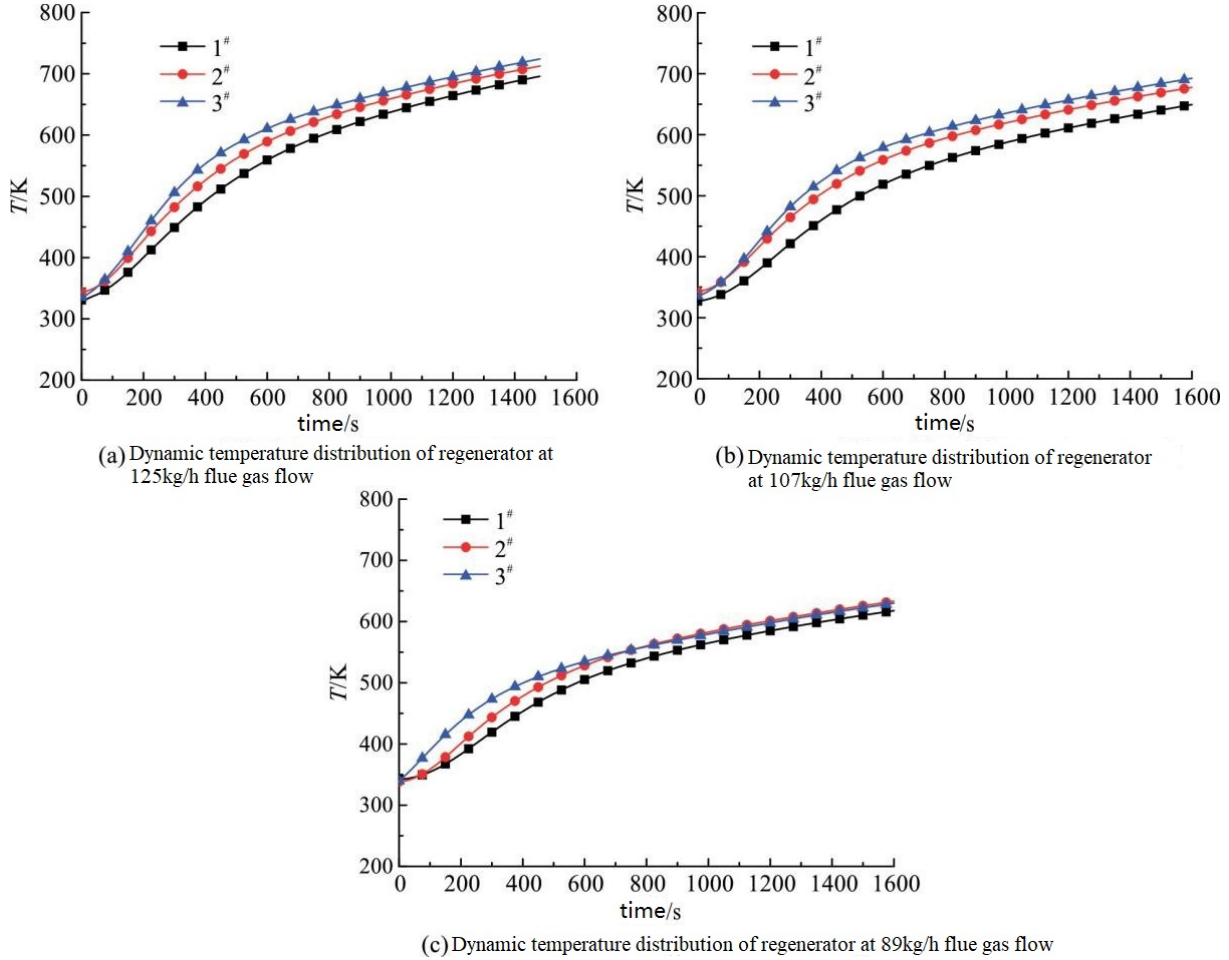 800
700
600
500
400
300
200
T/K
1#
2#
3#
0 200 400 600 800 1000 1200 1400 1600
time/s
(a) Dynamic temperature distribution of regenerator at
125kg/h flue gas flow
800
700
600
500
400
300
200
T/K
1#
2#
3#
0 200 400 600 800 1000 1200 1400 1600
time/s
(b) Dynamic temperature distribution of regenerator
at 107kg/h flue gas flow
800
700
600
500
400
300
200
T/K
1#
2#
3#
0 200 400 600 800 1000 1200 1400 1600
time/s
(c) Dynamic temperature distribution of regenerator at 89kg/h flue gas flow